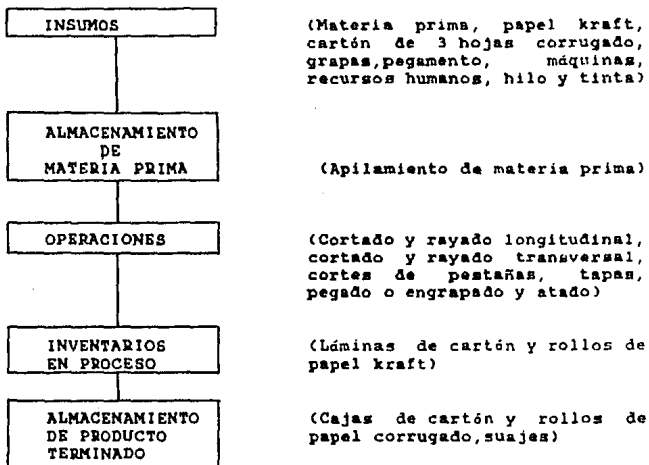 INSUMOS
(Materia prima, papel kraft,
cartón de 3 hojas corrugado,
grapas,pegamento, máquinas,
recursos humanos, hilo y tinta)
ALMACENAMIENTO
DE
MATERIA PRIMA
(Apilamiento de materia prima)
OPERACIONES
(Cortado y rayado longitudinal,
cortado y rayado transversal,
cortes de pestañas, tapas,
pegado o engrapado y atado)
INVENTARIOS
EN PROCESO
(Láminas de cartón y rollos de
papel kraft)
ALMACENAMIENTO
DE PRODUCTO
TERMINADO
(Cajas de cartón y rollos de
papel corrugado,suajes)